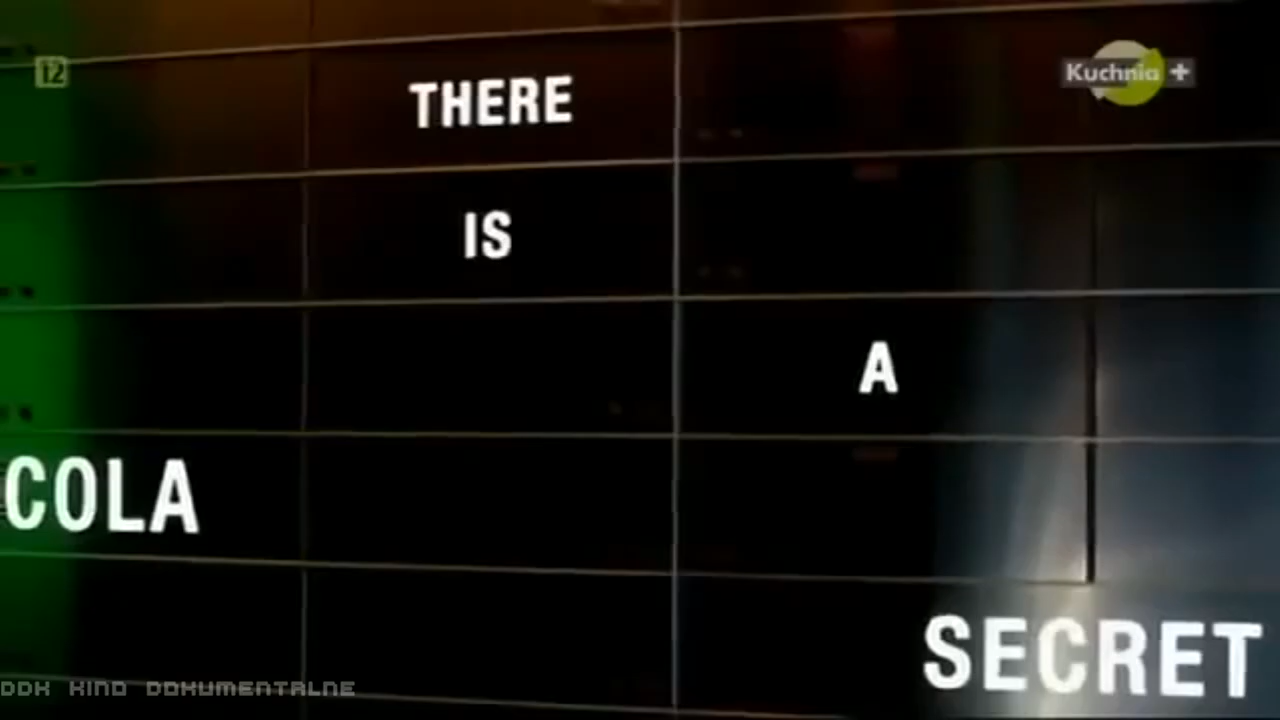 12
Kuchnia +
THERE
IS
A
COLA
SECRET
DDK KINO DOKUMENTALNE